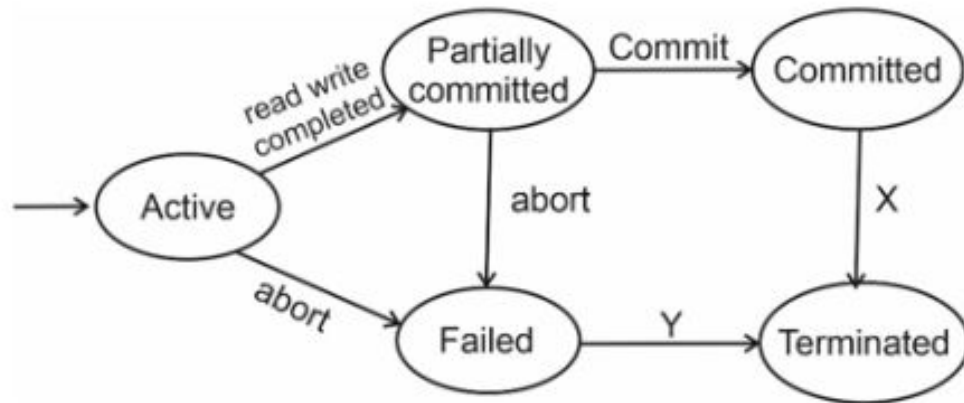 Partially
committed
Commit
Committed
read write
completed
Active
abort
X
abort
Failed
Y
Terminated